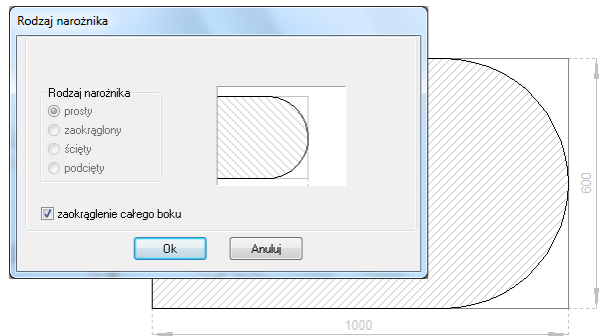 Rodzaj narożnika
Rodzaj narożnika
prosty
zaokrąglony
ścięty
podcięty
zaokrąglenie całego boku
Ok
Anuluj
600
1000